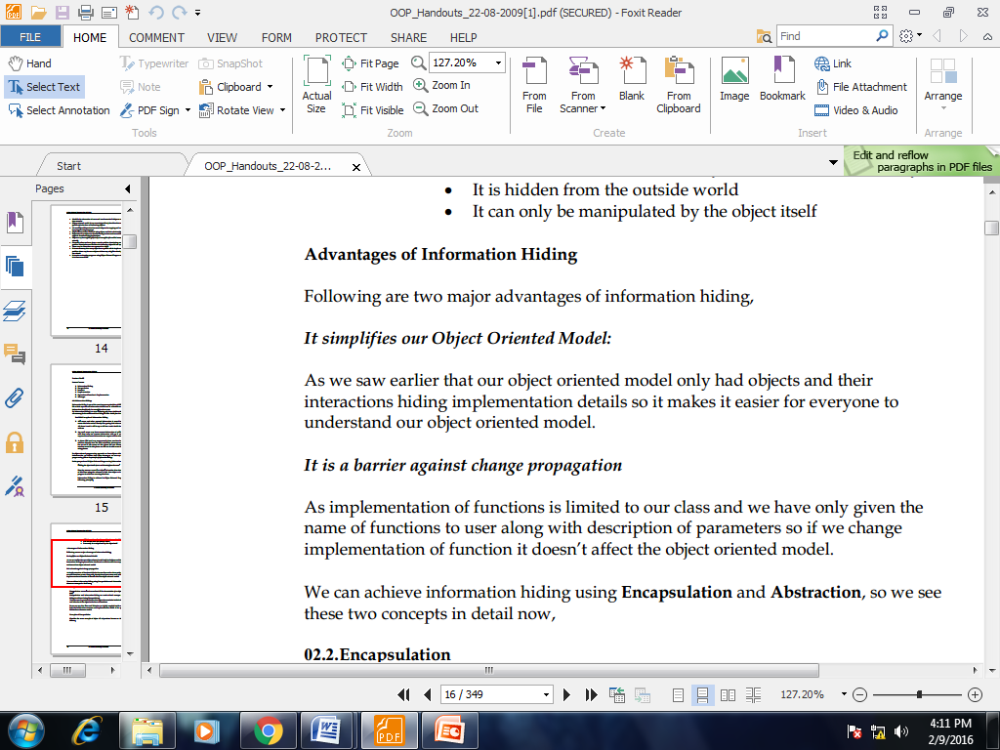 OOP_Handouts_22-08-2009[1].pdf (SECURED) - Foxit Reader
FILE HOME COMMENT VIEW FORM PROTECT SHARE HELP Find
Hand Typewriter SnapShot Fit Page 127.20% Link
Select Text Note Clipboard Fit Width Zoom In File Attachment
Select Annotation PDF Sign Rotate View Fit Visible Zoom Out Video & Audio
Actual Size From File From Scanner Blank From Clipboard Image Bookmark Arrange
Tools Zoom Create Insert Arrange
Start OOP_Handouts_22-08-2... x
Edit and reflow
paragraphs in PDF files
Pages
14
15
• It is hidden from the outside world
• It can only be manipulated by the object itself
Advantages of Information Hiding
Following are two major advantages of information hiding,
It simplifies our Object Oriented Model:
As we saw earlier that our object oriented model only had objects and their
interactions hiding implementation details so it makes it easier for everyone to
understand our object oriented model.
It is a barrier against change propagation
As implementation of functions is limited to our class and we have only given the
name of functions to user along with description of parameters so if we change
implementation of function it doesn't affect the object oriented model.
We can achieve information hiding using Encapsulation and Abstraction, so we see
these two concepts in detail now,
02.2.Encapsulation
16 / 349 127.20%
PDF
4:11 PM
2/9/2016